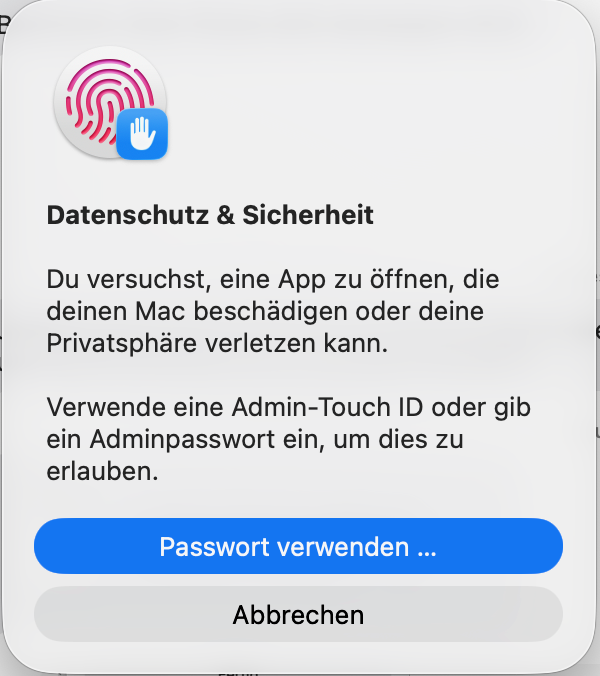 Datenschutz & Sicherheit
Du versuchst, eine App zu öffnen, die
deinen Mac beschädigen oder deine
Privatsphäre verletzen kann.
Verwende eine Admin-Touch ID oder gib
ein Adminpasswort ein, um dies zu
erlauben.
Passwort verwenden ...
Abbrechen